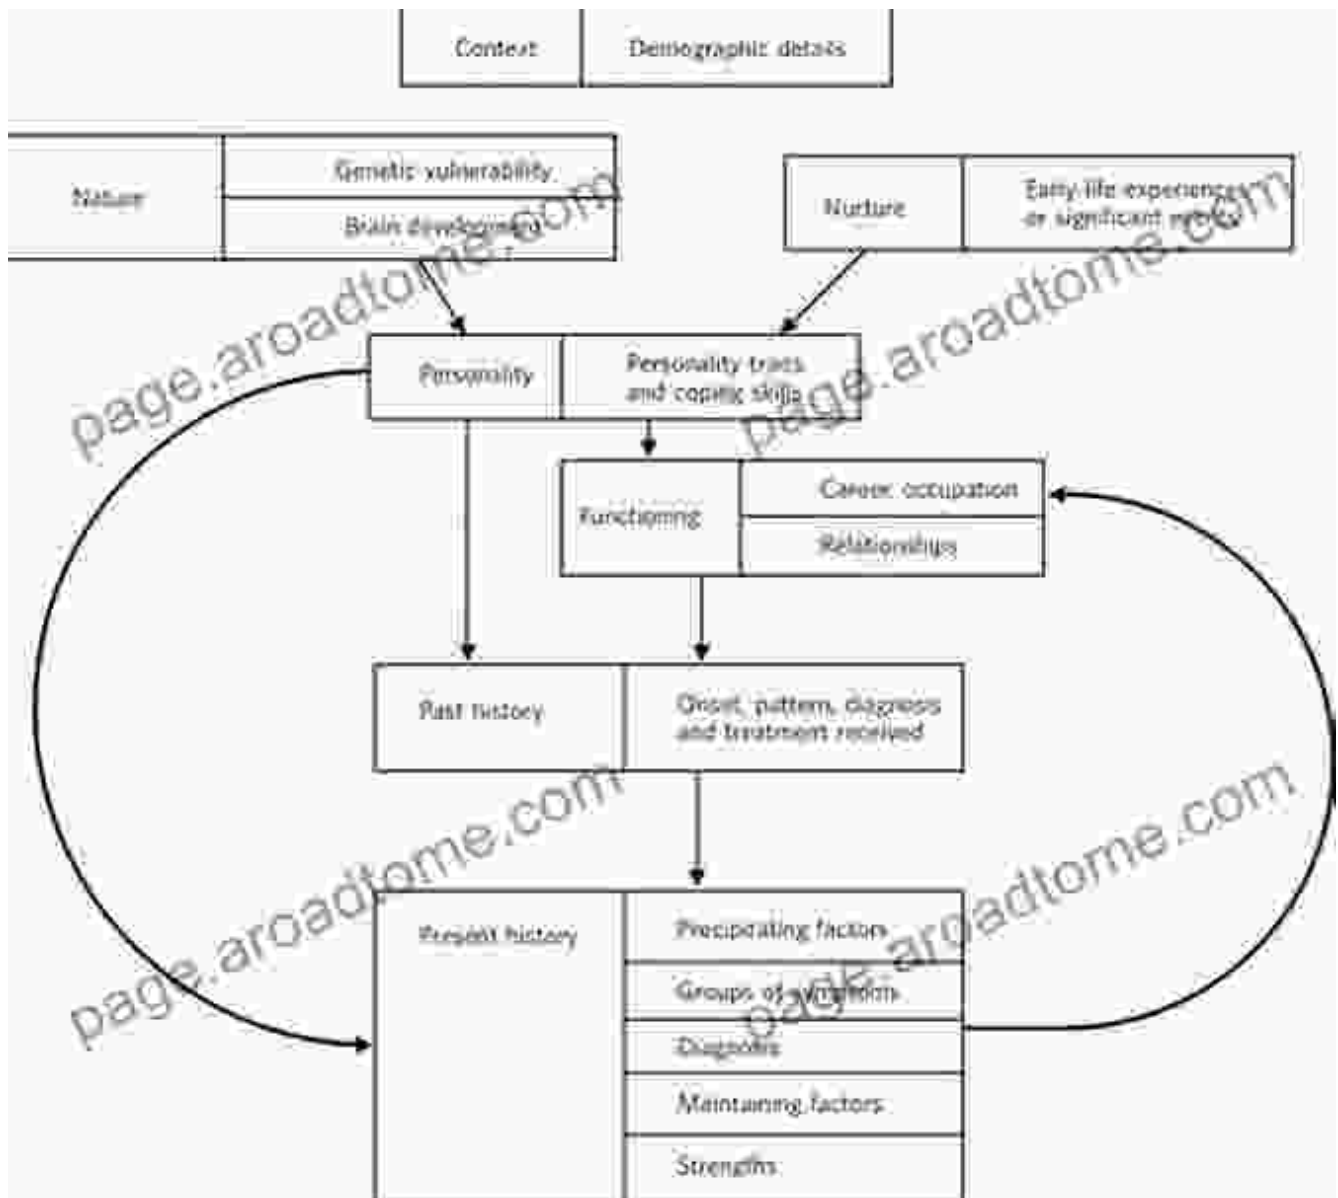 Context
Demographic details
Nature
Genetic vulnerability
Brain development
Nurture
Early life experiences
or significant events
Personality
Personality traits
and coping skills
Functioning
Career, occupation
Relationships
Past history
Onset, pattern, diagnosis
and treatment received
Present history
Precipitating factors
Groups of symptoms
Diagnosis
Maintaining factors
Strengths
page.aroadtome.com
page.aroadtome.com
page.aroadtome.com
page.aroadtome.com